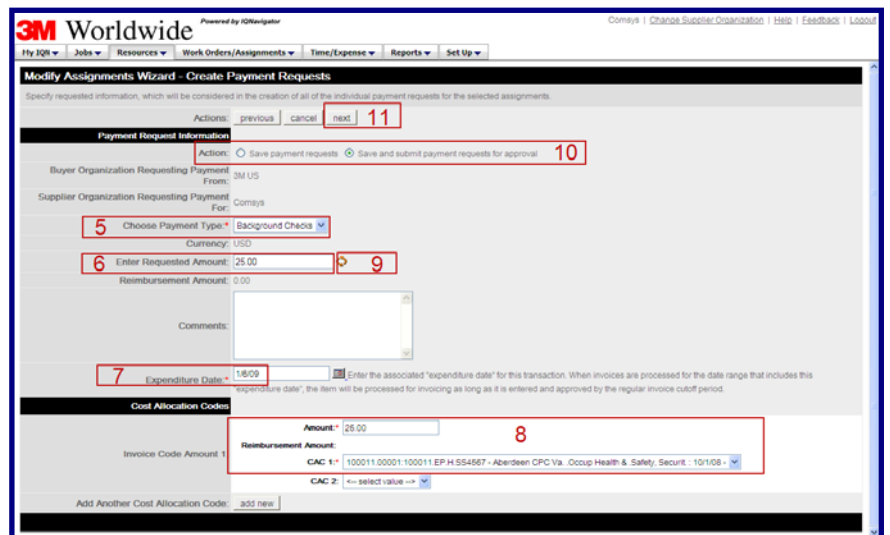 3M Worldwide Powered by IQNavigator
Comsys | Change Supplier Organization | Help | Feedback | Logout
My IQN Jobs Resources Work Orders/Assignments Time/Expense Reports Set Up
Modify Assignments Wizard - Create Payment Requests
Specify requested information, which will be considered in the creation of all of the individual payment requests for the selected assignments.
Actions: previous cancel next 11
Payment Request Information
Action: Save payment requests Save and submit payment requests for approval 10
Buyer Organization Requesting Payment From: 3M US
Supplier Organization Requesting Payment For: Comsys
5 Choose Payment Type:* Background Checks
Currency: USD
6 Enter Requested Amount: 25.00 9
Reimbursement Amount: 0.00
Comments:
7 Expenditure Date:* 1/6/09 Enter the associated "expenditure date" for this transaction. When invoices are processed for the date range that includes this
"expenditure date", the item will be processed for invoicing as long as it is entered and approved by the regular invoice cutoff period.
Cost Allocation Codes
Amount:* 25.00
8
Reimbursement Amount:
Invoice Code Amount 1
CAC 1:* 100011.00001:100011.EP.H.SS4567 - Aberdeen CPC Va. .Occup Health & .Safety, Securit. : 10/1/08 -
CAC 2: <-- select value -->
Add Another Cost Allocation Code: add new